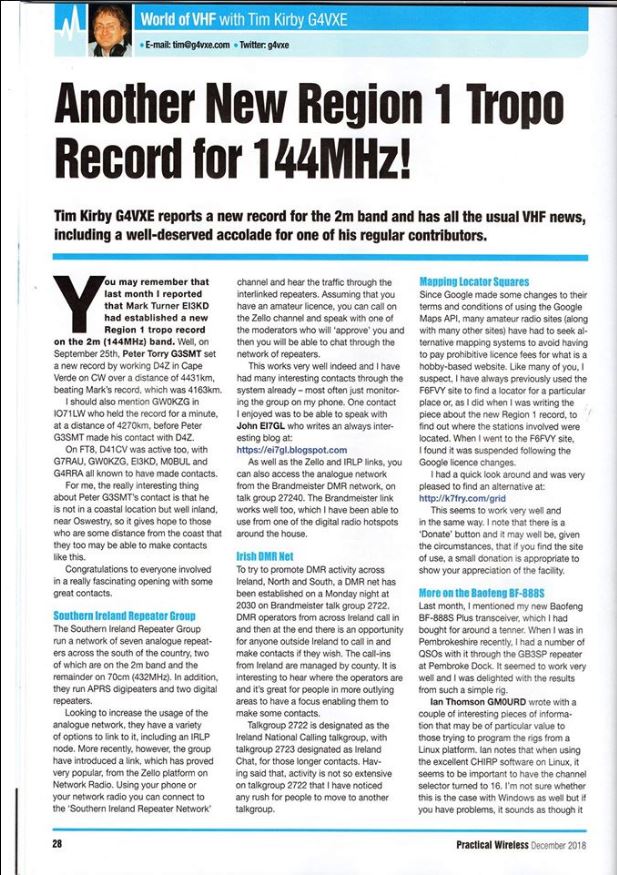 World of VHF with Tim Kirby G4VXE
• E-mail: tim@g4vxe.com • Twitter: g4vxe
Another New Region 1 Tropo
Record for 144MHz!
Tim Kirby G4VXE reports a new record for the 2m band and has all the usual VHF news,
including a well-deserved accolade for one of his regular contributors.
You may remember that
last month I reported
that Mark Turner EI3KD
had established a new
Region 1 tropo record
on the 2m (144MHz) band. Well, on
September 25th, Peter Torry G3SMT set
a new record by working D4Z in Cape
Verde on CW over a distance of 4431km,
beating Mark's record, which was 4163km.
I should also mention GW0KZG in
IO71LW who held the record for a minute,
at a distance of 4270km, before Peter
G3SMT made his contact with D4Z.
On FT8, D41CV was active too, with
G7RAU, GW0KZG, EI3KD, M0BUL and
G4RRA all known to have made contacts.
For me, the really interesting thing
about Peter G3SMT's contact is that he
is not in a coastal location but well inland,
near Oswestry, so it gives hope to those
who are some distance from the coast that
they too may be able to make contacts
like this.
Congratulations to everyone involved
in a really fascinating opening with some
great contacts.
Southern Ireland Repeater Group
The Southern Ireland Repeater Group
run a network of seven analogue repeat-
ers across the south of the country, two
of which are on the 2m band and the
remainder on 70cm (432MHz). In addition,
they run APRS digipeaters and two digital
repeaters.
Looking to increase the usage of the
analogue network, they have a variety
of options to link to it, including an IRLP
node. More recently, however, the group
have introduced a link, which has proved
very popular, from the Zello platform on
Network Radio. Using your phone or
your network radio you can connect to
the 'Southern Ireland Repeater Network'
channel and hear the traffic through the
interlinked repeaters. Assuming that you
have an amateur licence, you can call on
the Zello channel and speak with one of
the moderators who will 'approve' you and
then you will be able to chat through the
network of repeaters.
This works very well indeed and I have
had many interesting contacts through the
system already – most often just monitor-
ing the group on my phone. One contact
I enjoyed was to be able to speak with
John EI7GL who writes an always inter-
esting blog at:
https://ei7gl.blogspot.com
As well as the Zello and IRLP links, you
can also access the analogue network
from the Brandmeister DMR network, on
talk group 27240. The Brandmeister link
works too well, which I have been able to
use from one of the digital radio hotspots
around the house.
Irish DMR Net
To try to promote DMR activity across
Ireland, North and South, a DMR net has
been established on a Monday night at
2030 on Brandmeister talk group 2722.
DMR operators from across Ireland call in
and then at the end there is an opportunity
for anyone outside Ireland to call in and
make contacts if they wish. The call-ins
from Ireland are managed by county. It is
interesting to hear where the operators are
and it's great for people in more outlying
areas to have a focus enabling them to
make some contacts.
Talkgroup 2722 is designated as the
Ireland National Calling talkgroup, with
talkgroup 2723 designated as Ireland
Chat, for those longer contacts. Hav-
ing said that, activity is not so extensive
on talkgroup 2722 that I have noticed
any rush for people to move to another
talkgroup.
Mapping Locator Squares
Since Google made some changes to their
terms and conditions of using the Google
Maps API, many amateur radio sites (along
with many other sites) have had to seek al-
ternative mapping systems to avoid having
to pay prohibitive licence fees for what is a
hobby-based website. Like many of you, I
suspect, I have always previously used the
F6FVY site to find a locator for a particular
place or, as I did when I was writing the
piece about the new Region 1 record, to
find out where the stations involved were
located. When I went to the F6FVY site,
I found it was suspended following the
Google licence changes.
I had a quick look around and was very
pleased to find an alternative at:
http://k7fry.com/grid
This seems to work very well and
in the same way. I note that there is a
'Donate' button and it may well be, given
the circumstances, that if you find the site
of use, a small donation is appropriate to
show your appreciation of the facility.
More on the Baofeng BF-888S
Last month, I mentioned my new Baofeng
BF-888S Plus transceiver, which I had
bought for around a tenner. When I was in
Pembrokeshire recently, I had a number of
QSOs with it through the GB3SP repeater
at Pembroke Dock. It seemed to work very
well and I was delighted with the results
from such a simple rig.
Ian Thomson GM0URD wrote with a
couple of interesting pieces of informa-
tion that may be of particular value to
those trying to program the rigs from a
Linux platform. Ian notes that when using
the excellent CHIRP software on Linux, it
seems to be important to have the channel
selector turned to 16. I'm not sure whether
this is the case with Windows as well but if
you have problems, it sounds as though it
28
Practical Wireless December 2018